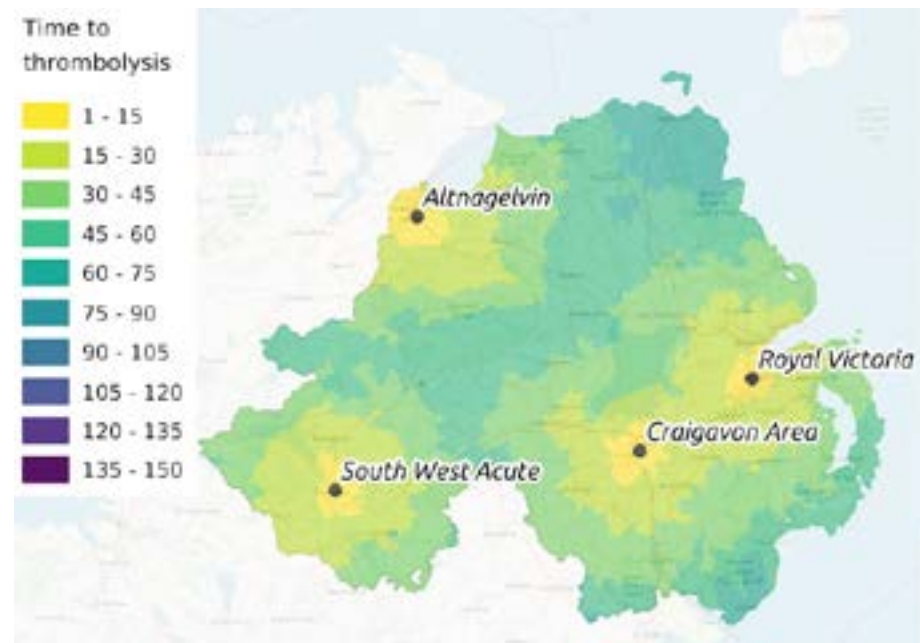 Time to
thrombolysis
1 - 15
15 - 30
30 - 45
45 - 60
60 - 75
75 - 90
90 - 105
105 - 120
120 - 135
135 - 150
Altnagelvin
Royal Victoria
Craigavon Area
South West Acute